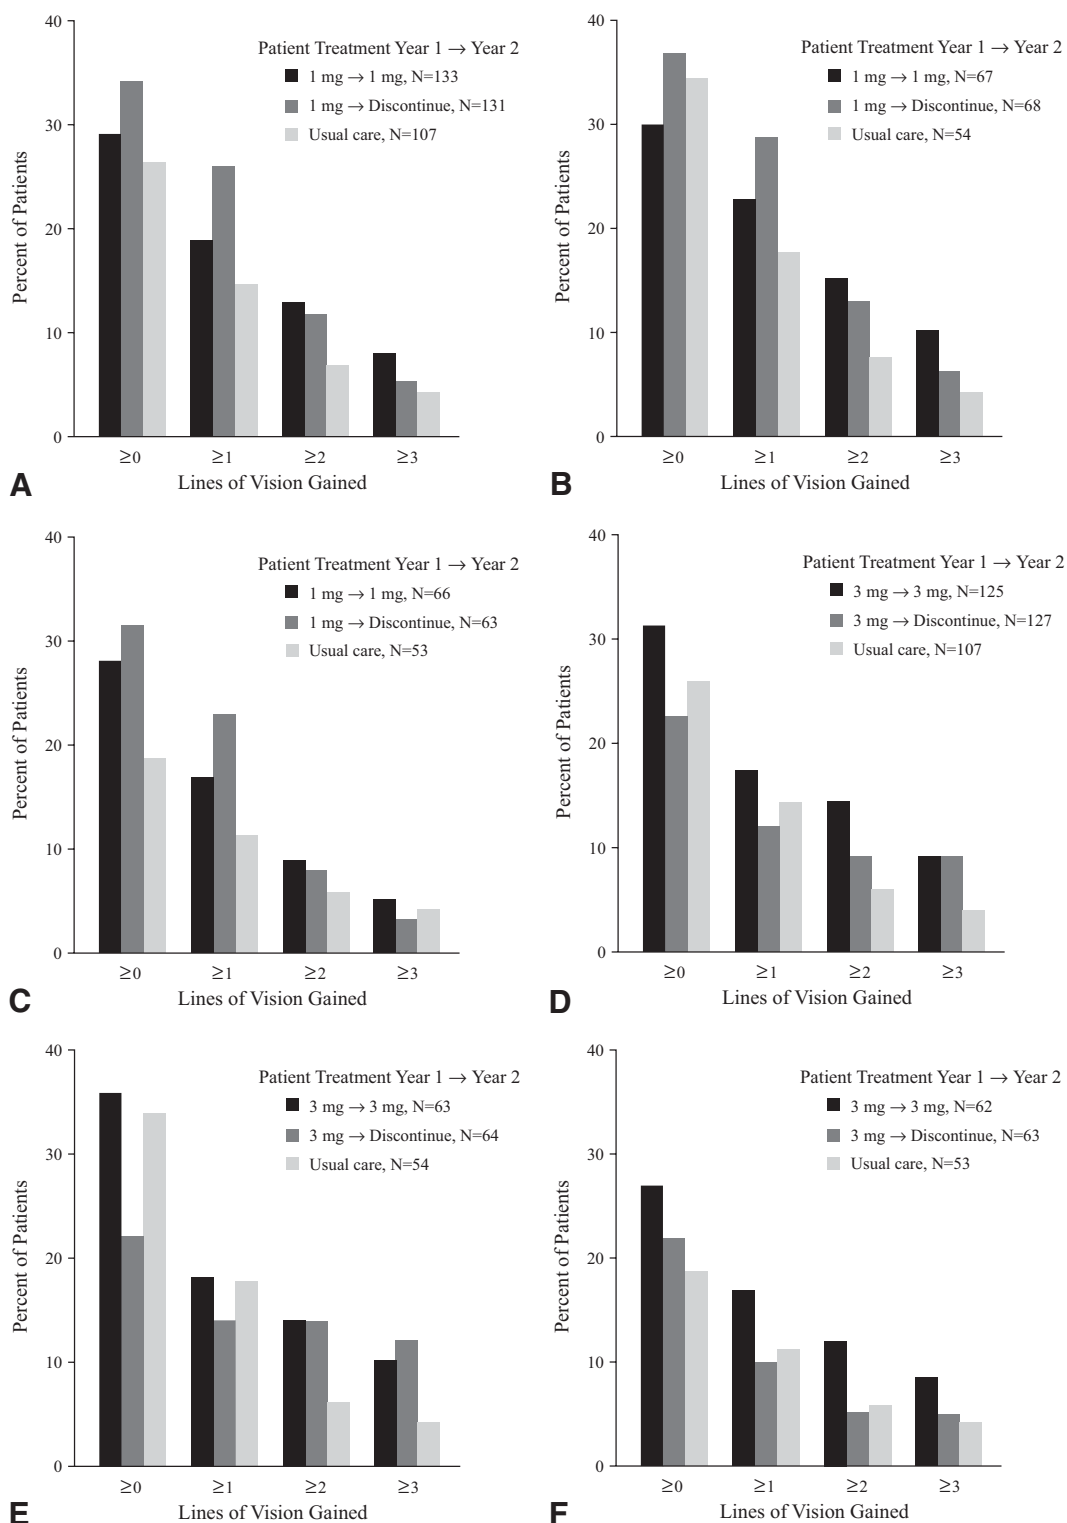 40
30
20
10
0
Percent of Patients
Patient Treatment Year 1 → Year 2
1 mg → 1 mg, N=133
1 mg → Discontinue, N=131
Usual care, N=107
≥0 ≥1 ≥2 ≥3
Lines of Vision Gained
A
40
30
20
10
0
Percent of Patients
Patient Treatment Year 1 → Year 2
1 mg → 1 mg, N=67
1 mg → Discontinue, N=68
Usual care, N=54
≥0 ≥1 ≥2 ≥3
Lines of Vision Gained
B
40
30
20
10
0
Percent of Patients
Patient Treatment Year 1 → Year 2
1 mg → 1 mg, N=66
1 mg → Discontinue, N=63
Usual care, N=53
≥0 ≥1 ≥2 ≥3
Lines of Vision Gained
C
40
30
20
10
0
Percent of Patients
Patient Treatment Year 1 → Year 2
3 mg → 3 mg, N=125
3 mg → Discontinue, N=127
Usual care, N=107
≥0 ≥1 ≥2 ≥3
Lines of Vision Gained
D
40
30
20
10
0
Percent of Patients
Patient Treatment Year 1 → Year 2
3 mg → 3 mg, N=63
3 mg → Discontinue, N=64
Usual care, N=54
≥0 ≥1 ≥2 ≥3
Lines of Vision Gained
E
40
30
20
10
0
Percent of Patients
Patient Treatment Year 1 → Year 2
3 mg → 3 mg, N=62
3 mg → Discontinue, N=63
Usual care, N=53
≥0 ≥1 ≥2 ≥3
Lines of Vision Gained
F